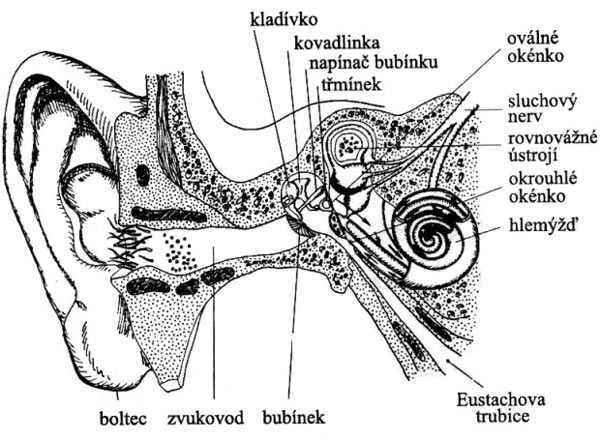 kladívko
kovadlinka
napínač bubínku
třmínek
oválné
okénko
sluchový
nerv
rovnovážné
ústrojí
okrouhlé
okénko
hlemýžď
Eustachova
trubice
boltec
zvukovod
bubínek